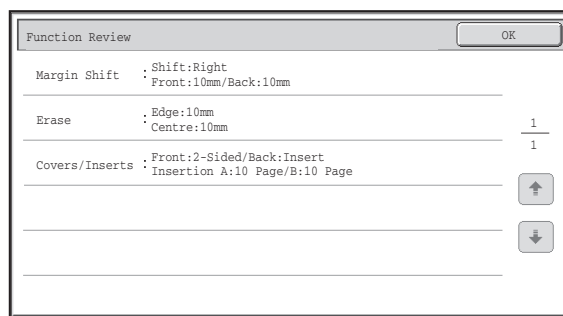 Function Review
OK
Margin Shift : Shift:Right
Front:10mm/Back:10mm
Erase : Edge:10mm
Centre:10mm
Covers/Inserts : Front:2-Sided/Back:Insert
Insertion A:10 Page/B:10 Page
1
1